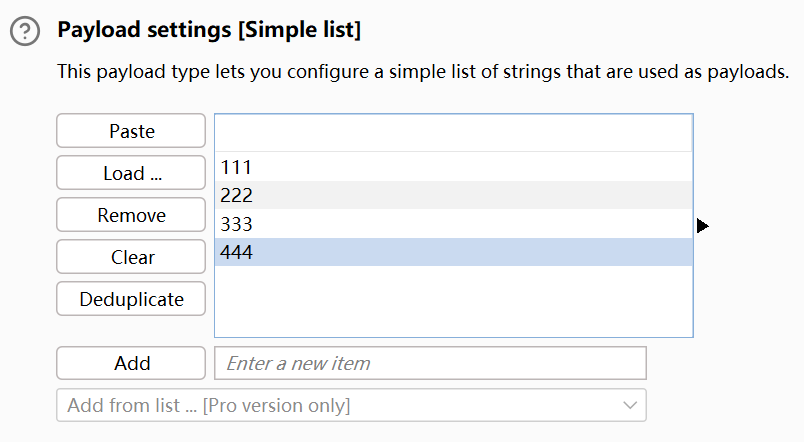 Payload settings [Simple list]
This payload type lets you configure a simple list of strings that are used as payloads.
Paste
Load ...
Remove
Clear
Deduplicate
111
222
333
444
Add
Enter a new item
Add from list ... [Pro version only]